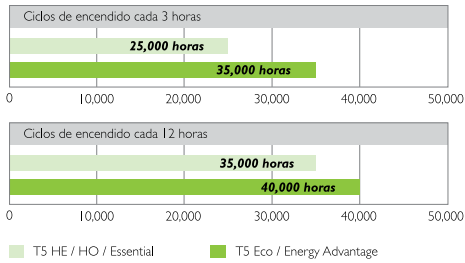 Ciclos de encendido cada 3 horas
25,000 horas
35,000 horas
0 10,000 20,000 30,000 40,000 50,000
Ciclos de encendido cada 12 horas
35,000 horas
40,000 horas
0 10,000 20,000 30,000 40,000 50,000
T5 HE / HO / Essential T5 Eco / Energy Advantage